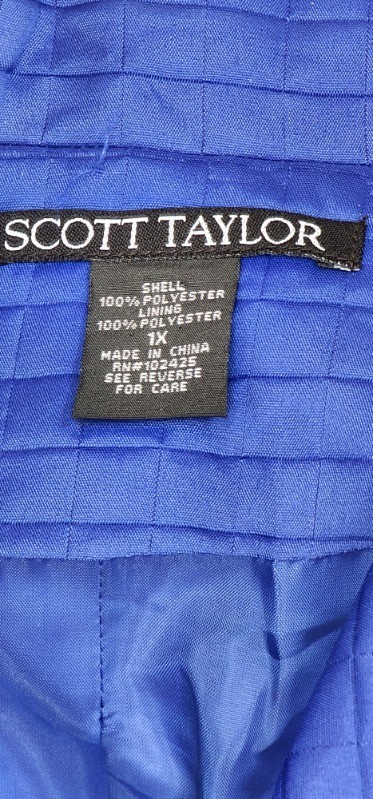 SCOTT TAYLOR
SHELL
100% POLYESTER
LINING
100% POLYESTER
1X
MADE IN CHINA
RN#102425
SEE REVERSE
FOR CARE